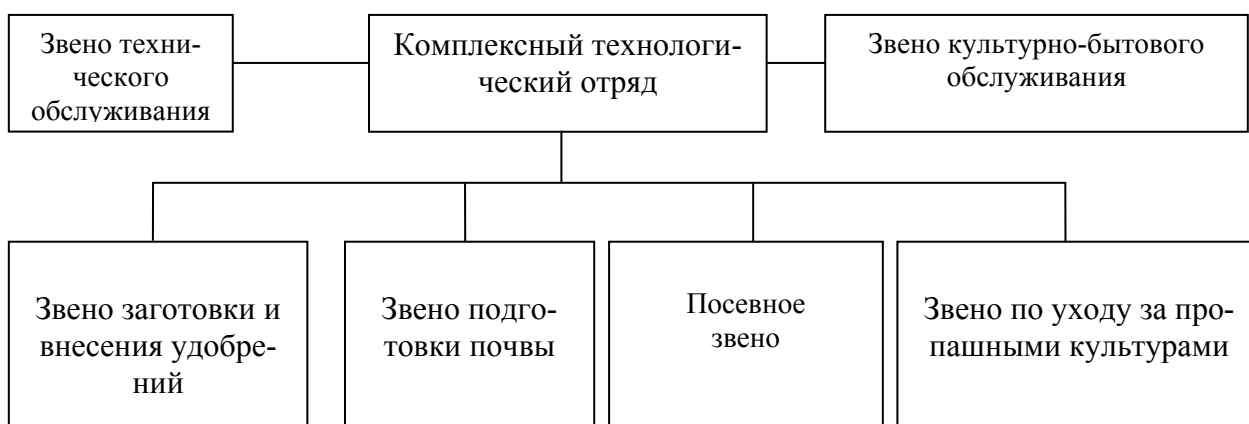 Звено техни-
ческого
обслуживания
Комплексный технологи-
ческий отряд
Звено культурно-бытового
обслуживания
Звено заготовки и
внесения удобре-
ний
Звено подго-
товки почвы
Посевное
звено
Звено по уходу за про-
пашными культурами